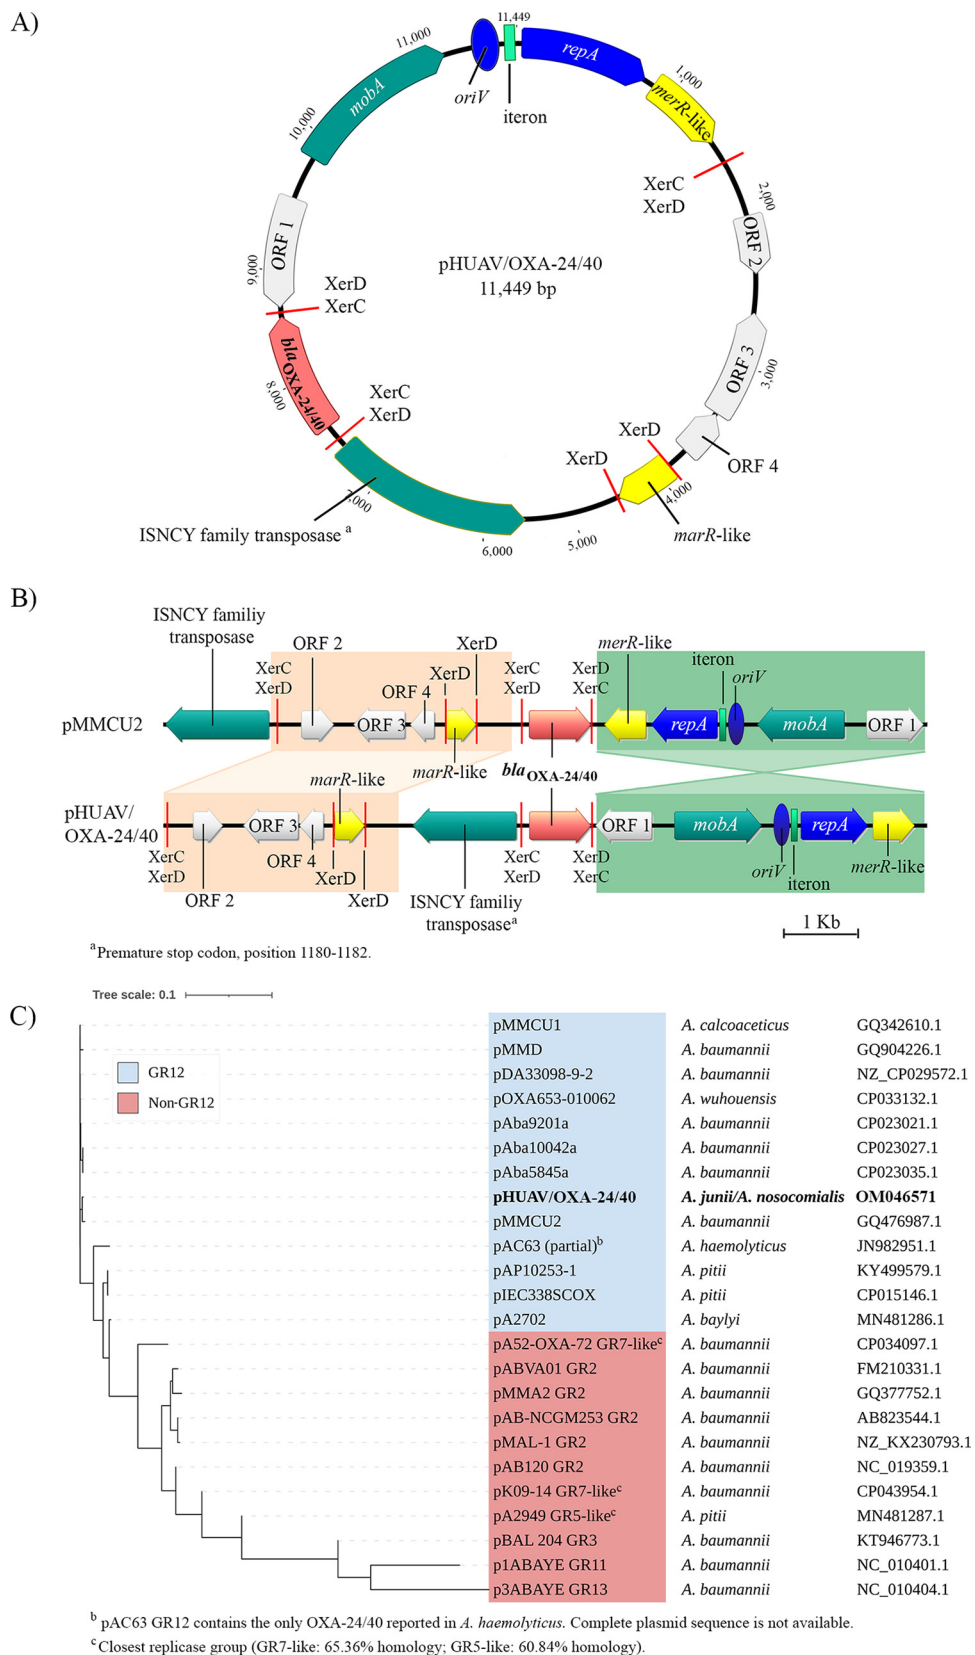 A)
11,449
11,000
oriV
iteron
repA
1,000
merR-like
mobA
10,000
XerC
XerD
2,000
ORF 2
ORF 1
9,000
pHUAV/OXA-24/40
11,449 bp
XerD
XerC
blaOXA-24/40
8,000
XerC
XerD
ORF 3
3,000
XerD
XerD
ORF 4
7,000
4,000
ISNCY family transposase a
marR-like
6,000
5,000
B)
ISNCY familiy
transposase
ORF 2
XerD
merR-like
XerC
XerD
XerD
ORF 4
XerC
XerD
XerD
XerC
iteron
oriV
pMMCU2
ORF 3
repA
mobA
ORF 1
marR-like
marR-like
blaOXA-24/40
pHUAV/
OXA-24/40
ORF 3
ORF 1
mobA
repA
XerC
XerD
ORF 4
XerD
XerC
XerD
XerD
XerC
oriV
iteron
merR-like
ORF 2
XerD
ISNCY familiy
transposasea
1 Kb
a Premature stop codon, position 1180-1182.
Tree scale: 0.1
C)
GR12
Non-GR12
pMMCU1 A. calcoaceticus GQ342610.1
pMMD A. baumannii GQ904226.1
pDA33098-9-2 A. baumannii NZ_CP029572.1
pOXA653-010062 A. wuhouensis CP033132.1
pAba9201a A. baumannii CP023021.1
pAba10042a A. baumannii CP023027.1
pAba5845a A. baumannii CP023035.1
pHUAV/OXA-24/40 A. junii/A. nosocomialis OM046571
pMMCU2 A. baumannii GQ476987.1
pAC63 (partial)b A. haemolyticus JN982951.1
pAP10253-1 A. pitii KY499579.1
pIEC338SCOX A. pitii CP015146.1
pA2702 A. baylyi MN481286.1
pA52-OXA-72 GR7-likec A. baumannii CP034097.1
pABVA01 GR2 A. baumannii FM210331.1
pMMA2 GR2 A. baumannii GQ377752.1
pAB-NCGM253 GR2 A. baumannii AB823544.1
pMAL-1 GR2 A. baumannii NZ_KX230793.1
pAB120 GR2 A. baumannii NC_019359.1
pK09-14 GR7-likec A. baumannii CP043954.1
pA2949 GR5-likec A. pitii MN481287.1
pBAL 204 GR3 A. baumannii KT946773.1
p1ABAYE GR11 A. baumannii NC_010401.1
p3ABAYE GR13 A. baumannii NC_010404.1
b pAC63 GR12 contains the only OXA-24/40 reported in A. haemolyticus. Complete plasmid sequence is not available.
c Closest replicase group (GR7-like: 65.36% homology; GR5-like: 60.84% homology).